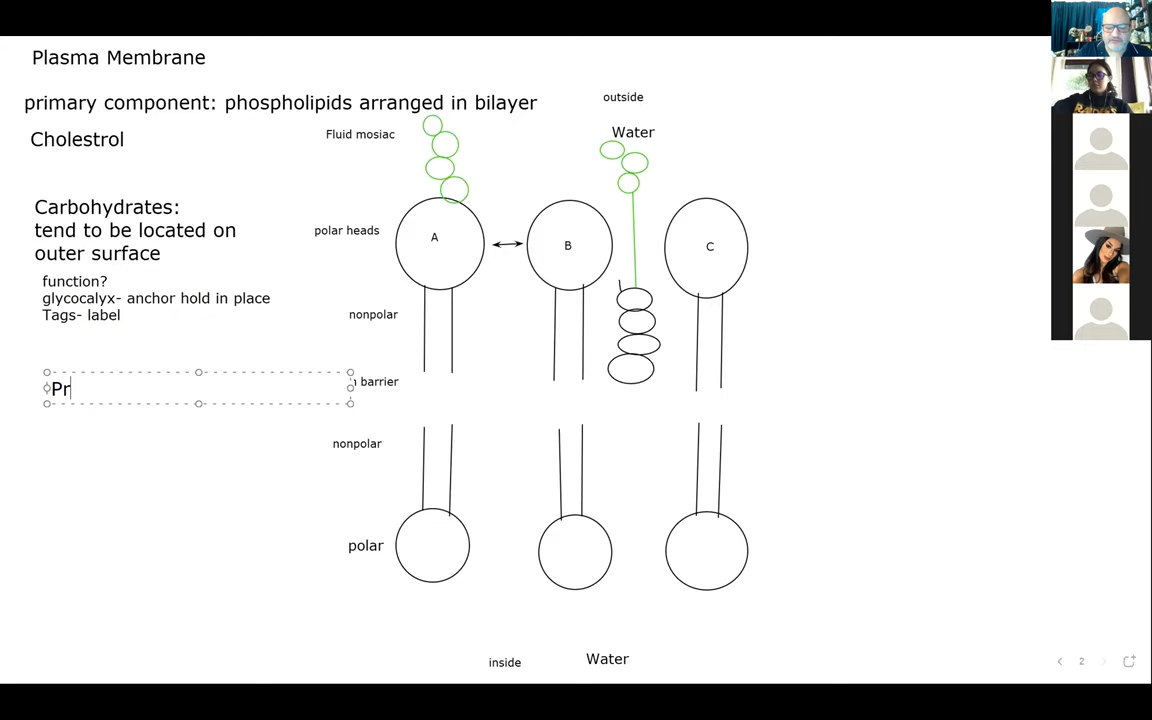 Plasma Membrane
primary component: phospholipids arranged in bilayer
outside
Fluid mosiac
Water
Cholestrol
Carbohydrates:
tend to be located on
outer surface
polar heads
A
B
C
function?
glycocalyx- anchor hold in place
Tags- label
nonpolar
Pr
barrier
nonpolar
polar
inside
Water
2